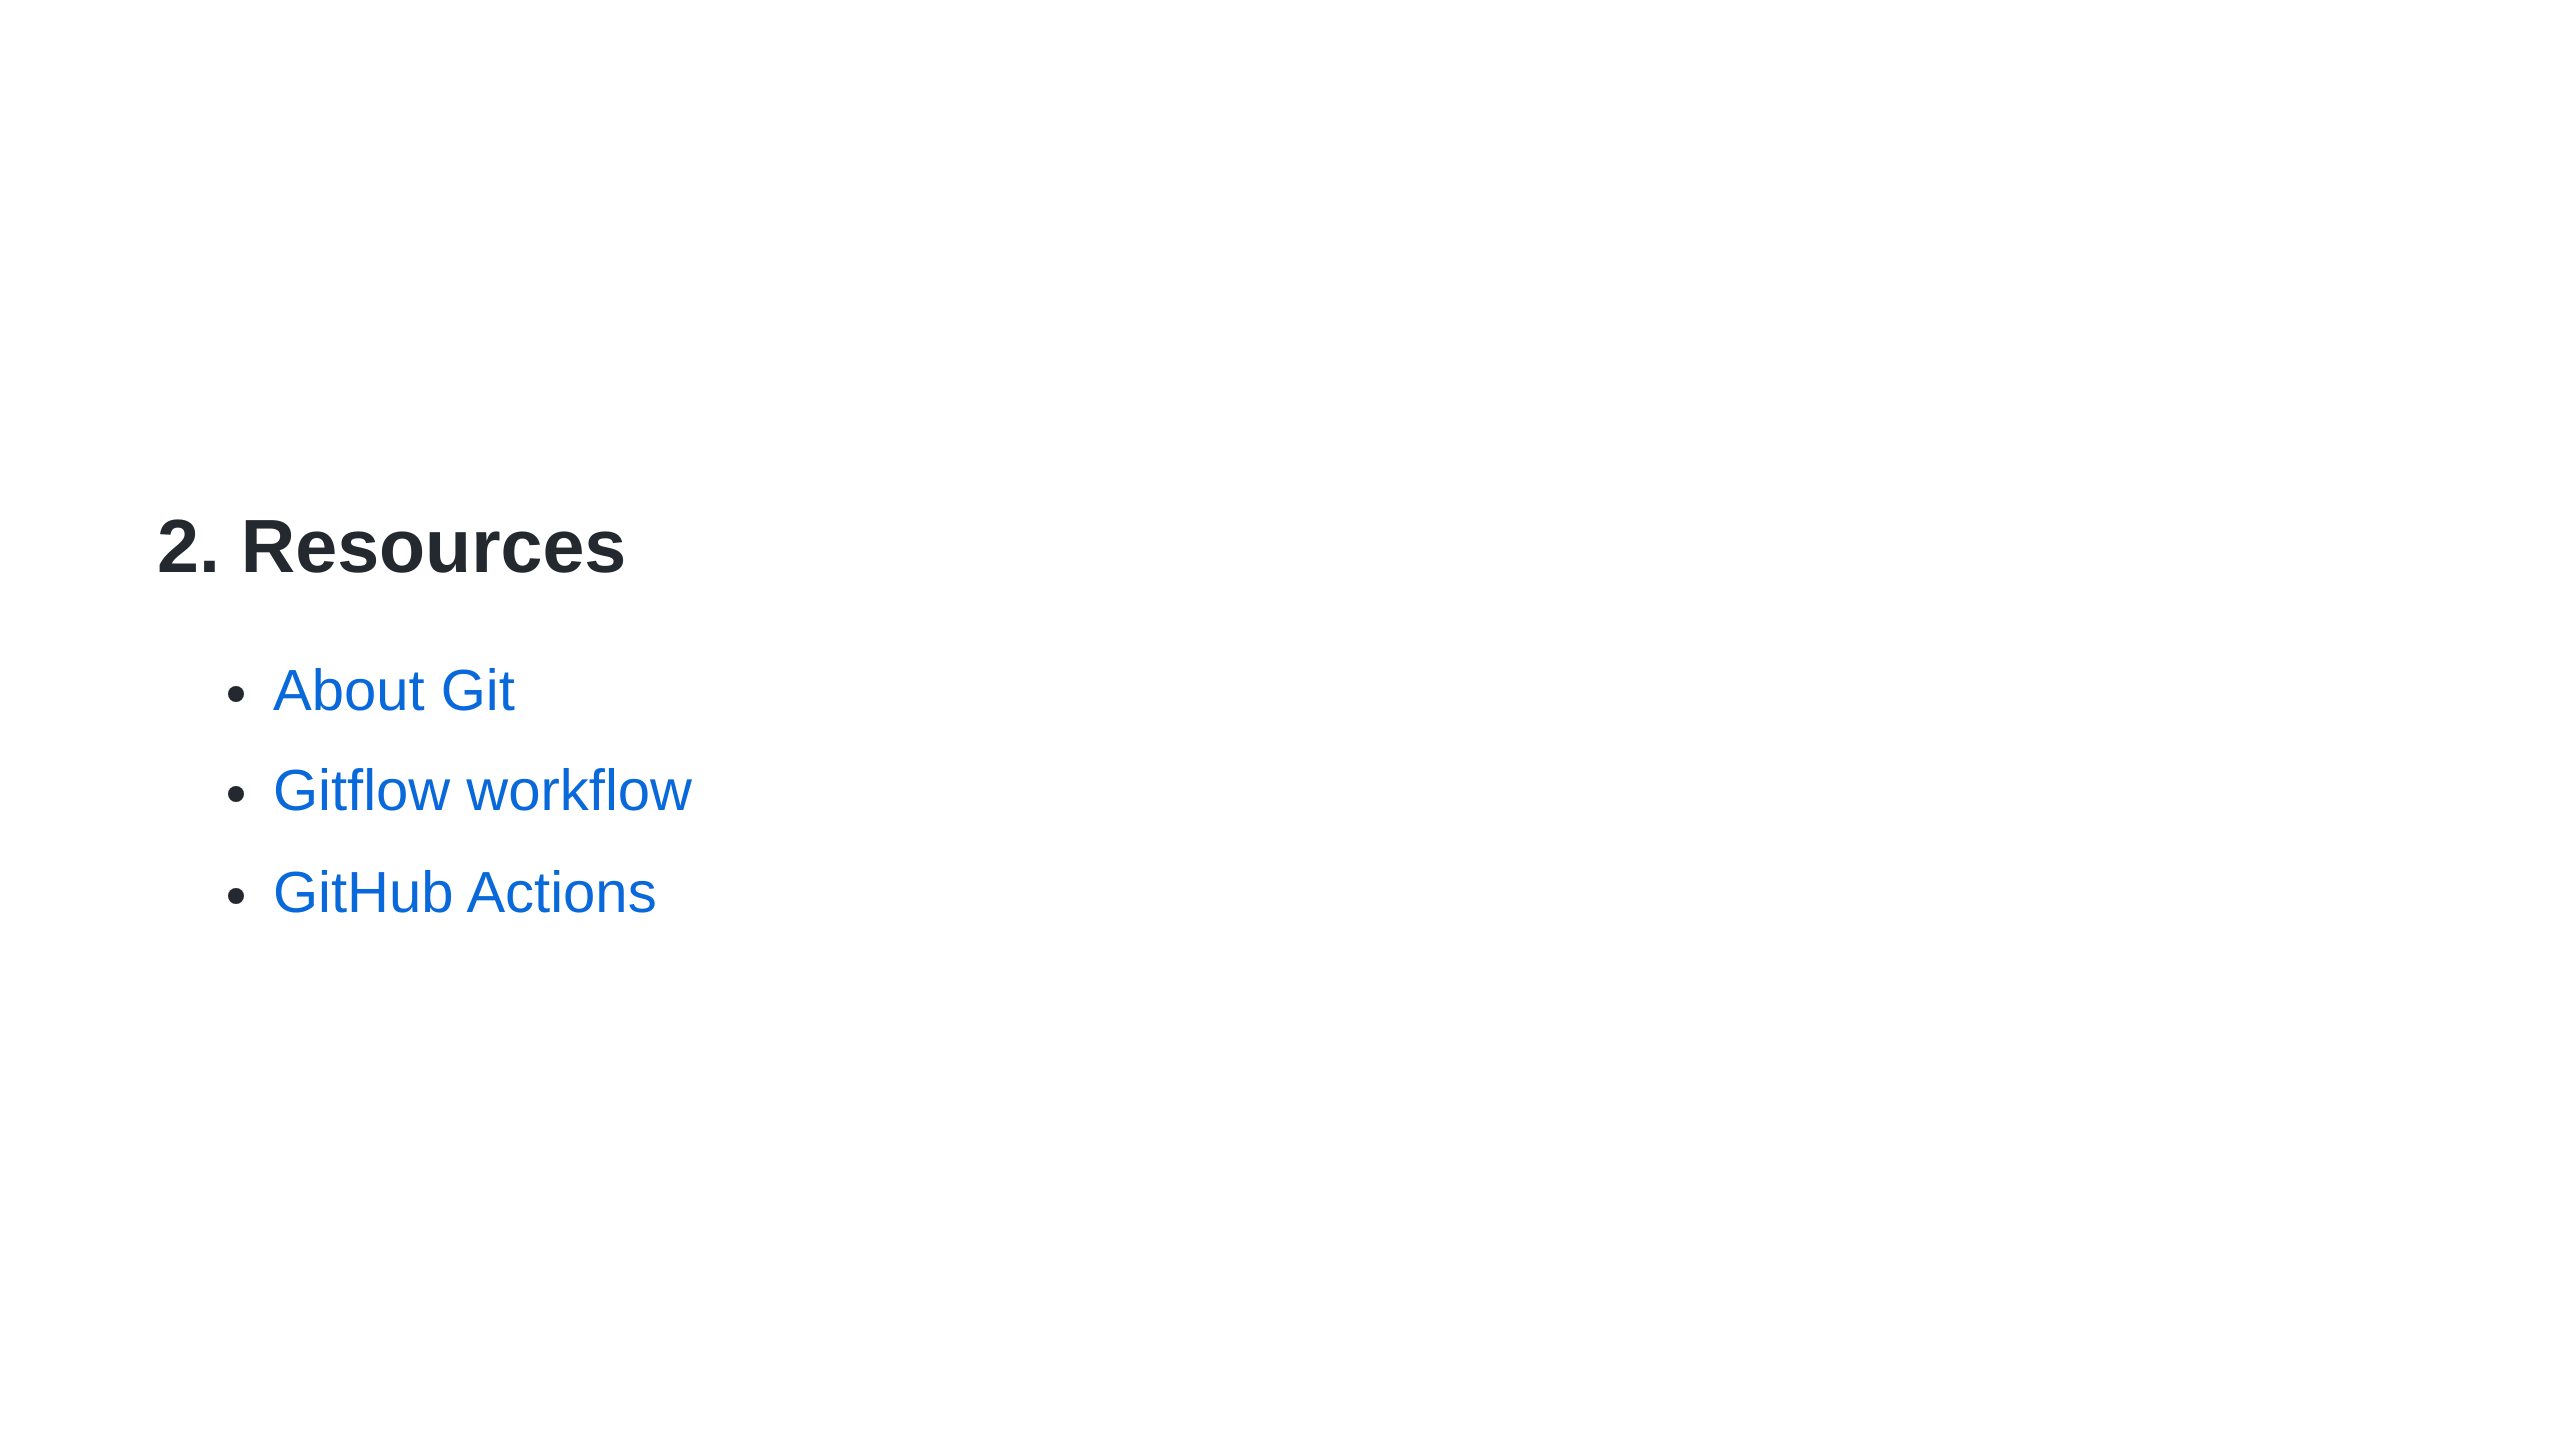 2. Resources
• About Git
• Gitflow workflow
• GitHub Actions